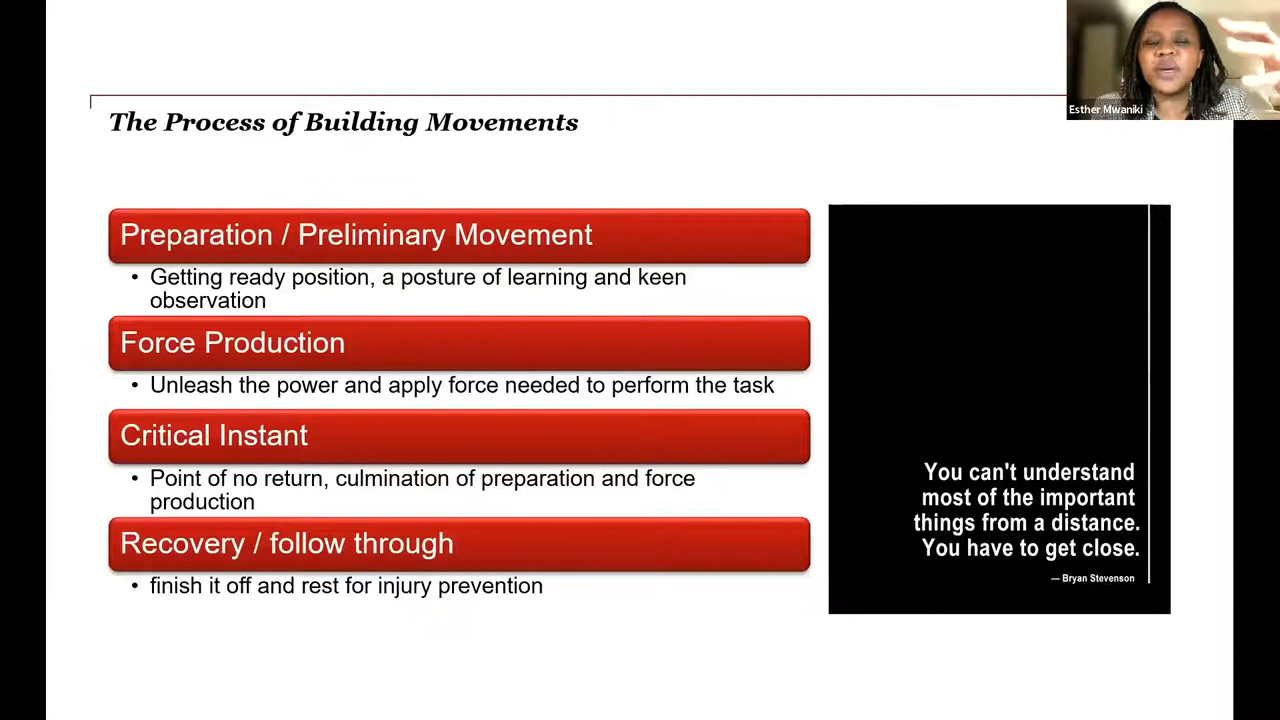 Esther Mwaniki
The Process of Building Movements
Preparation / Preliminary Movement
• Getting ready position, a posture of learning and keen
observation
Force Production
• Unleash the power and apply force needed to perform the task
Critical Instant
• Point of no return, culmination of preparation and force
production
Recovery / follow through
• finish it off and rest for injury prevention
You can't understand
most of the important
things from a distance.
You have to get close.
— Bryan Stevenson